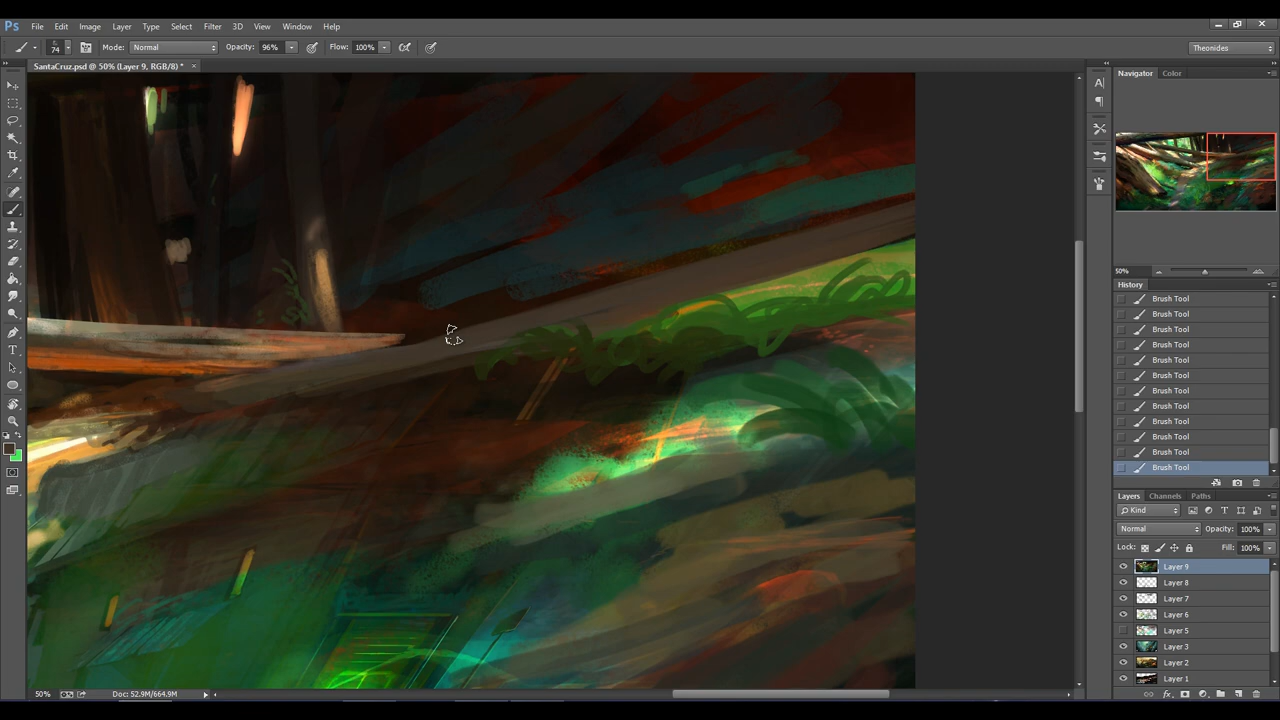 Ps File Edit Image Layer Type Select Filter 3D View Window Help
74 Mode: Normal Opacity: 96% Flow: 100% Theonides
SantaCruz.psd @ 50% (Layer 9, RGB/8) * ×
Navigator Color
50%
History
Brush Tool
Brush Tool
Brush Tool
Brush Tool
Brush Tool
Brush Tool
Brush Tool
Brush Tool
Brush Tool
Brush Tool
Brush Tool
Brush Tool
Layers Channels Paths
Kind
Normal Opacity: 100%
Lock: Fill: 100%
Layer 9
Layer 8
Layer 7
Layer 6
Layer 5
Layer 3
Layer 2
Layer 1
50% Doc: 52.9M/664.9M